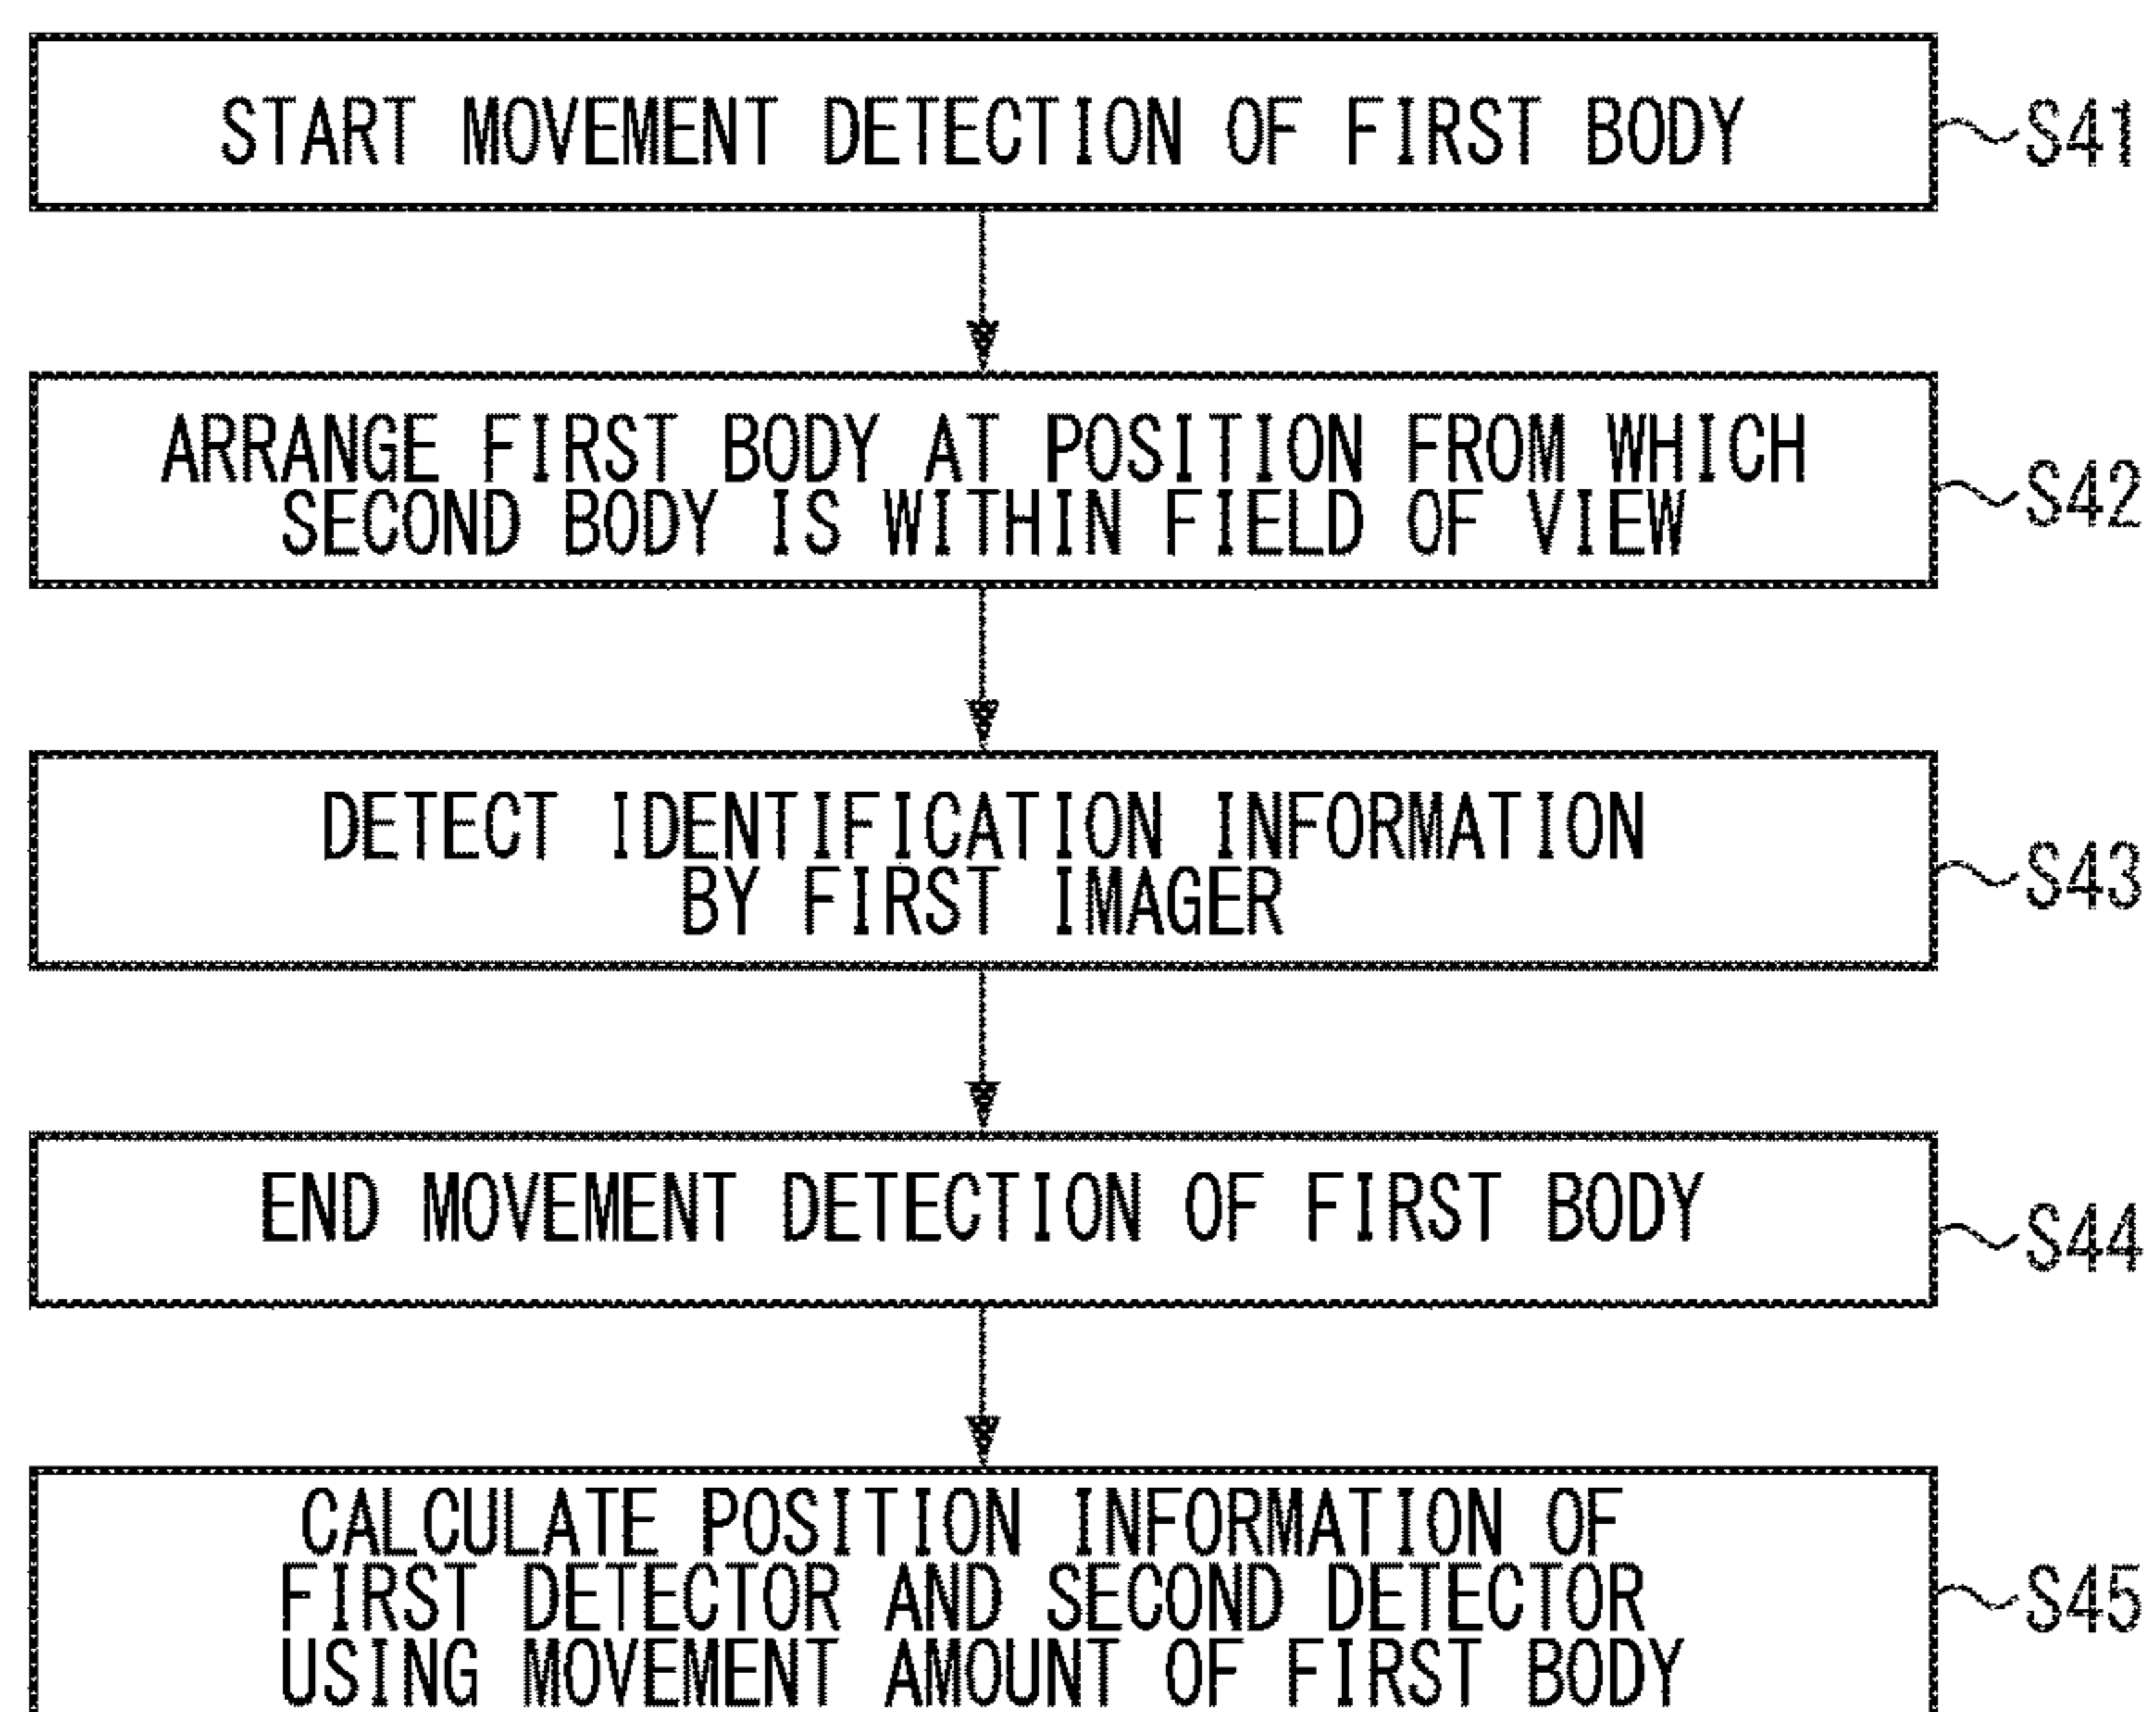 START MOVEMENT DETECTION OF FIRST BODY
S41
ARRANGE FIRST BODY AT POSITION FROM WHICH
SECOND BODY IS WITHIN FIELD OF VIEW
S42
DETECT IDENTIFICATION INFORMATION
BY FIRST IMAGER
S43
END MOVEMENT DETECTION OF FIRST BODY
S44
CALCULATE POSITION INFORMATION OF
FIRST DETECTOR AND SECOND DETECTOR
USING MOVEMENT AMOUNT OF FIRST BODY
S45